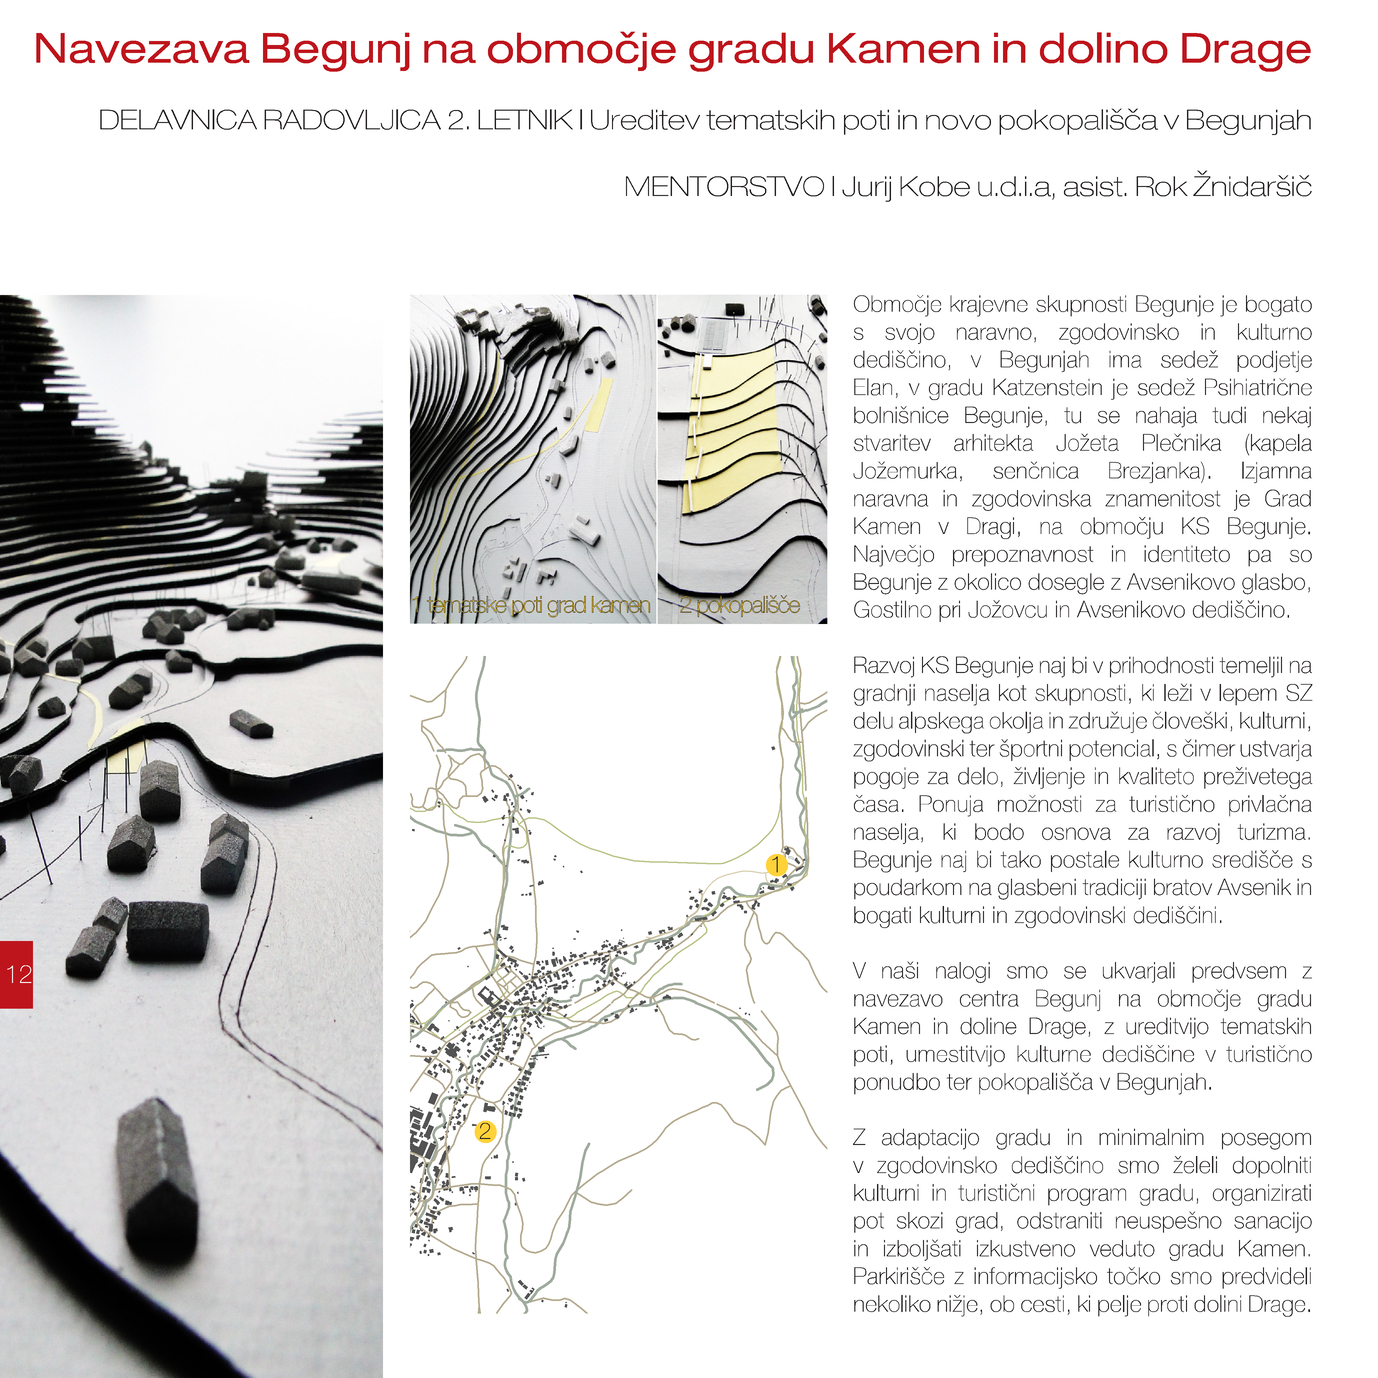 Navezava Begunj na območje gradu Kamen in dolino Drage
DELAVNICA RADOVLJICA 2. LETNIK I Ureditev tematskih poti in novo pokopališča v Begunjah
MENTORSTVO I Jurij Kobe u.d.i.a, asist. Rok Žnidaršič
1 tematske poti grad kamen
2 pokopališče
1
2
12
Območje krajevne skupnosti Begunje je bogato
s svojo naravno, zgodovinsko in kulturno
dediščino, v Begunjah ima sedež podjetje
Elan, v gradu Katzenstein je sedež Psihiatrične
bolnišnice Begunje, tu se nahaja tudi nekaj
stvaritev arhitekta Jožeta Plečnika (kapela
Jožemurka, senčnica Brezjanka). Izjamna
naravna in zgodovinska znamenitost je Grad
Kamen v Dragi, na območju KS Begunje.
Največjo prepoznavnost in identiteto pa so
Begunje z okolico dosegle z Avsenikovo glasbo,
Gostilno pri Jožovcu in Avsenikovo dediščino.
Razvoj KS Begunje naj bi v prihodnosti temeljil na
gradnji naselja kot skupnosti, ki leži v lepem SZ
delu alpskega okolja in združuje človeški, kulturni,
zgodovinski ter športni potencial, s čimer ustvarja
pogoje za delo, življenje in kvaliteto preživetega
časa. Ponuja možnosti za turistično privlačna
naselja, ki bodo osnova za razvoj turizma.
Begunje naj bi tako postale kulturno središče s
poudarkom na glasbeni tradiciji bratov Avsenik in
bogati kulturni in zgodovinski dediščini.
V naši nalogi smo se ukvarjali predvsem z
navezavo centra Begunj na območje gradu
Kamen in doline Drage, z ureditvijo tematskih
poti, umestitvijo kulturne dediščine v turistično
ponudbo ter pokopališča v Begunjah.
Z adaptacijo gradu in minimalnim posegom
v zgodovinsko dediščino smo želeli dopolniti
kulturni in turistični program gradu, organizirati
pot skozi grad, odstraniti neuspešno sanacijo
in izboljšati izkustveno veduto gradu Kamen.
Parkirišče z informacijsko točko smo predvideli
nekoliko nižje, ob cesti, ki pelje proti dolini Drage.